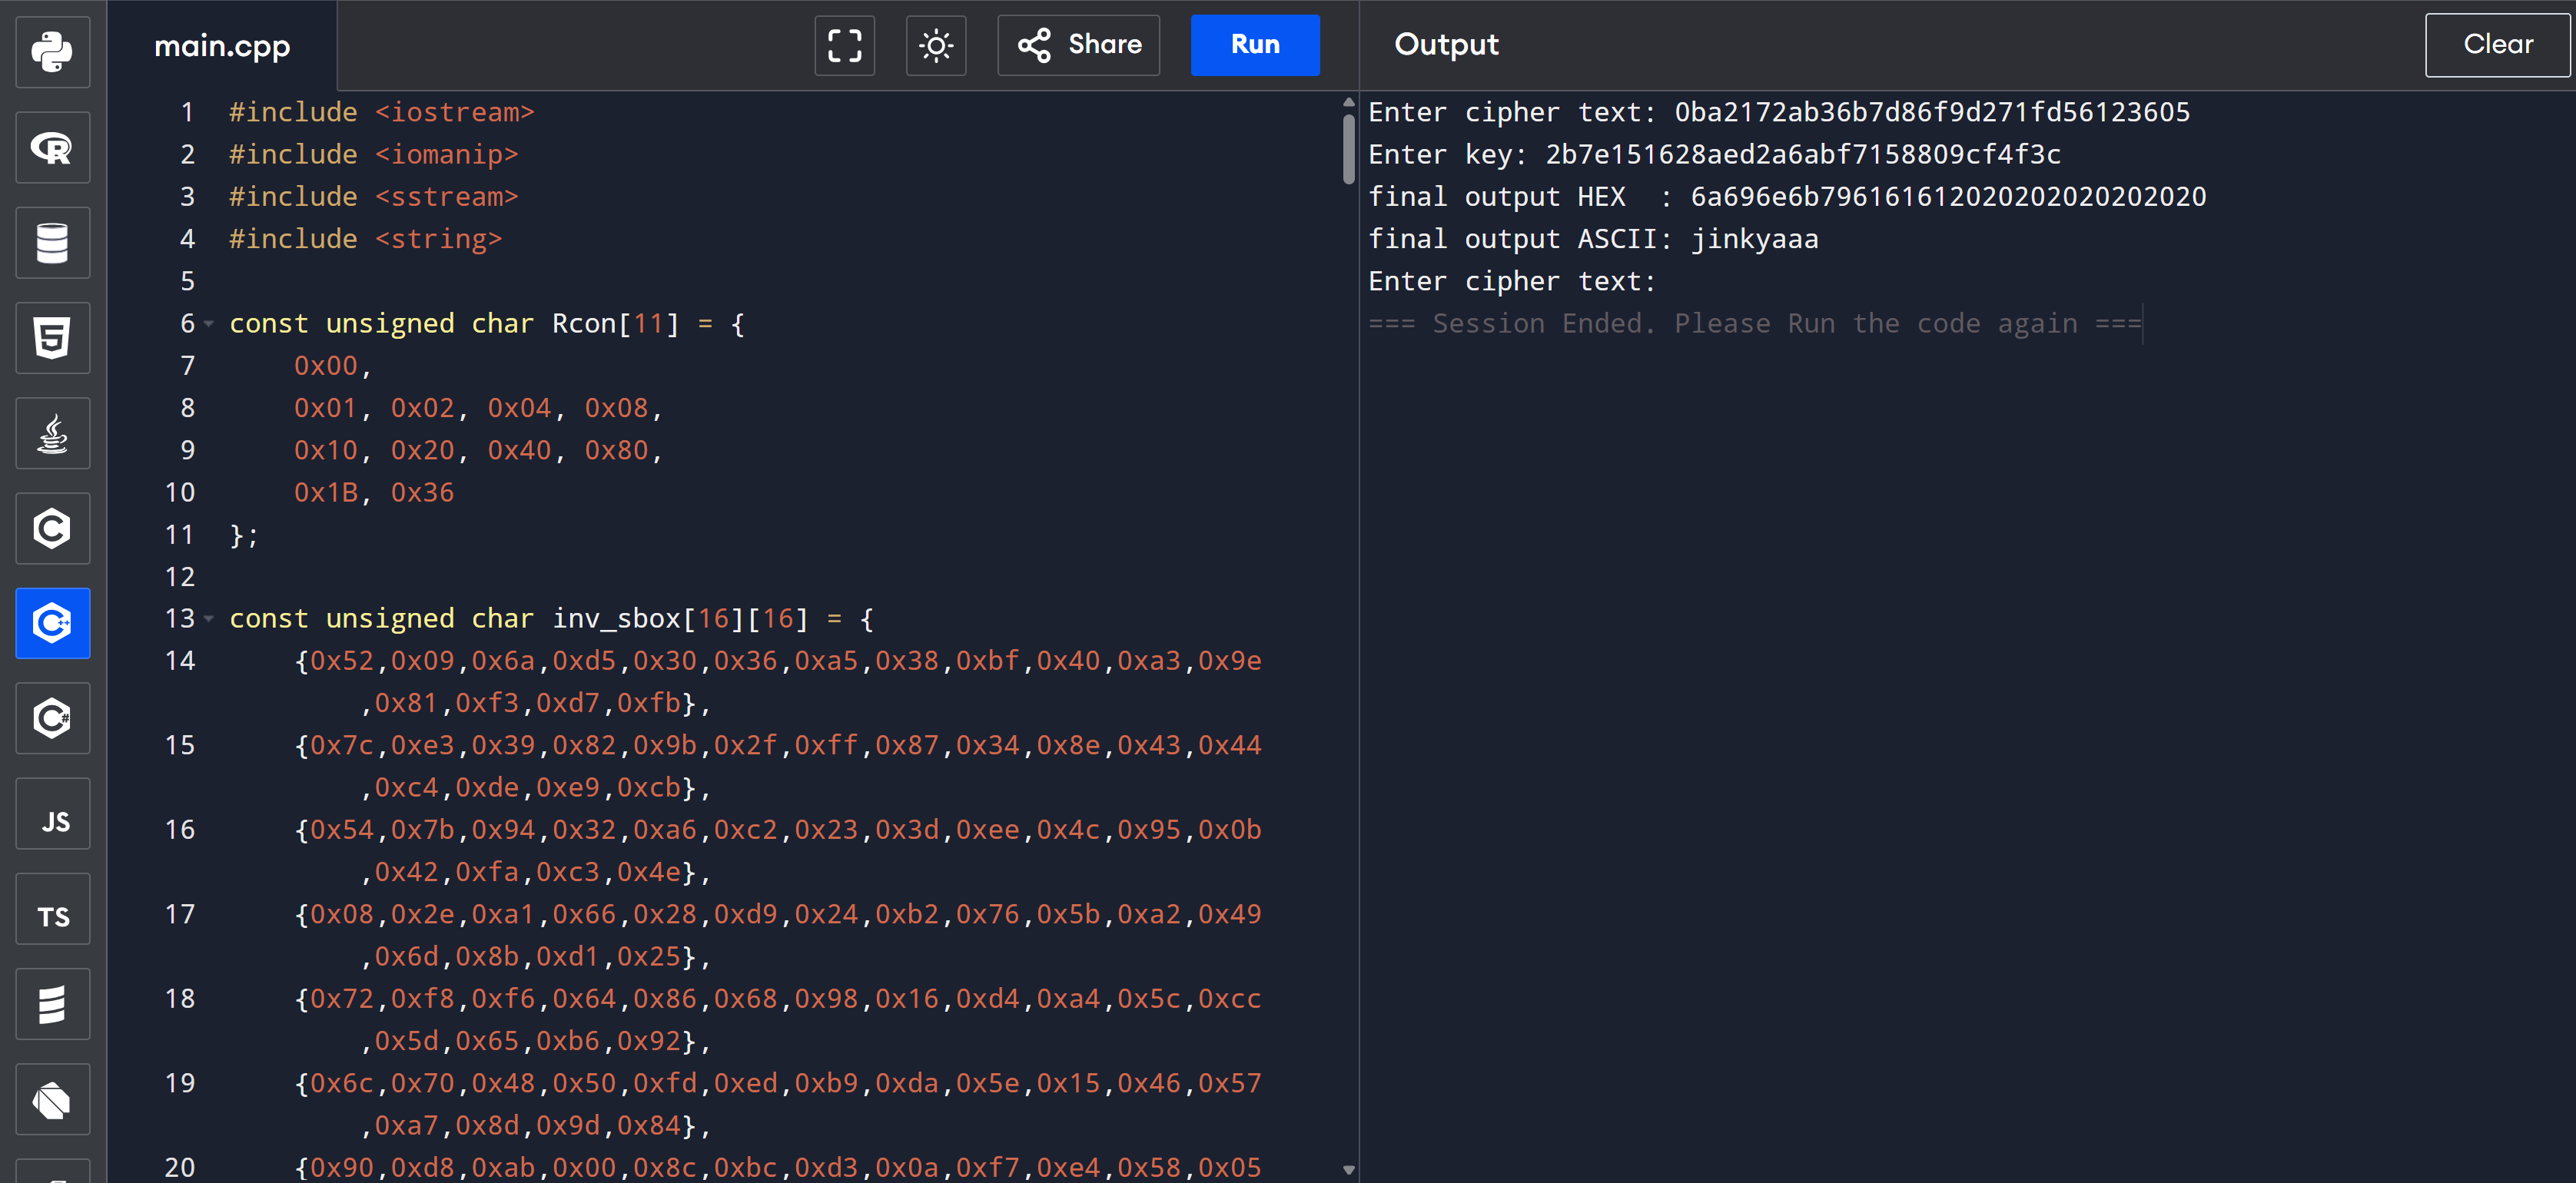 main.cpp
Share
Run
Output
Clear
1 #include <iostream>
2 #include <iomanip>
3 #include <sstream>
4 #include <string>
5
6 const unsigned char Rcon[11] = {
7 0x00,
8 0x01, 0x02, 0x04, 0x08,
9 0x10, 0x20, 0x40, 0x80,
10 0x1B, 0x36
11 };
12
13 const unsigned char inv_sbox[16][16] = {
14 {0x52,0x09,0x6a,0xd5,0x30,0x36,0xa5,0x38,0xbf,0x40,0xa3,0x9e
,0x81,0xf3,0xd7,0xfb},
15 {0x7c,0xe3,0x39,0x82,0x9b,0x2f,0xff,0x87,0x34,0x8e,0x43,0x44
,0xc4,0xde,0xe9,0xcb},
16 {0x54,0x7b,0x94,0x32,0xa6,0xc2,0x23,0x3d,0xee,0x4c,0x95,0x0b
,0x42,0xfa,0xc3,0x4e},
17 {0x08,0x2e,0xa1,0x66,0x28,0xd9,0x24,0xb2,0x76,0x5b,0xa2,0x49
,0x6d,0x8b,0xd1,0x25},
18 {0x72,0xf8,0xf6,0x64,0x86,0x68,0x98,0x16,0xd4,0xa4,0x5c,0xcc
,0x5d,0x65,0xb6,0x92},
19 {0x6c,0x70,0x48,0x50,0xfd,0xed,0xb9,0xda,0x5e,0x15,0x46,0x57
,0xa7,0x8d,0x9d,0x84},
20 {0x90,0xd8,0xab,0x00,0x8c,0xbc,0xd3,0x0a,0xf7,0xe4,0x58,0x05
Enter cipher text: 0ba2172ab36b7d86f9d271fd56123605
Enter key: 2b7e151628aed2a6abf7158809cf4f3c
final output HEX  : 6a696e6b796161612020202020202020
final output ASCII: jinkyaaa
Enter cipher text:
=== Session Ended. Please Run the code again ===
R
5
C
C++
C#
JS
TS